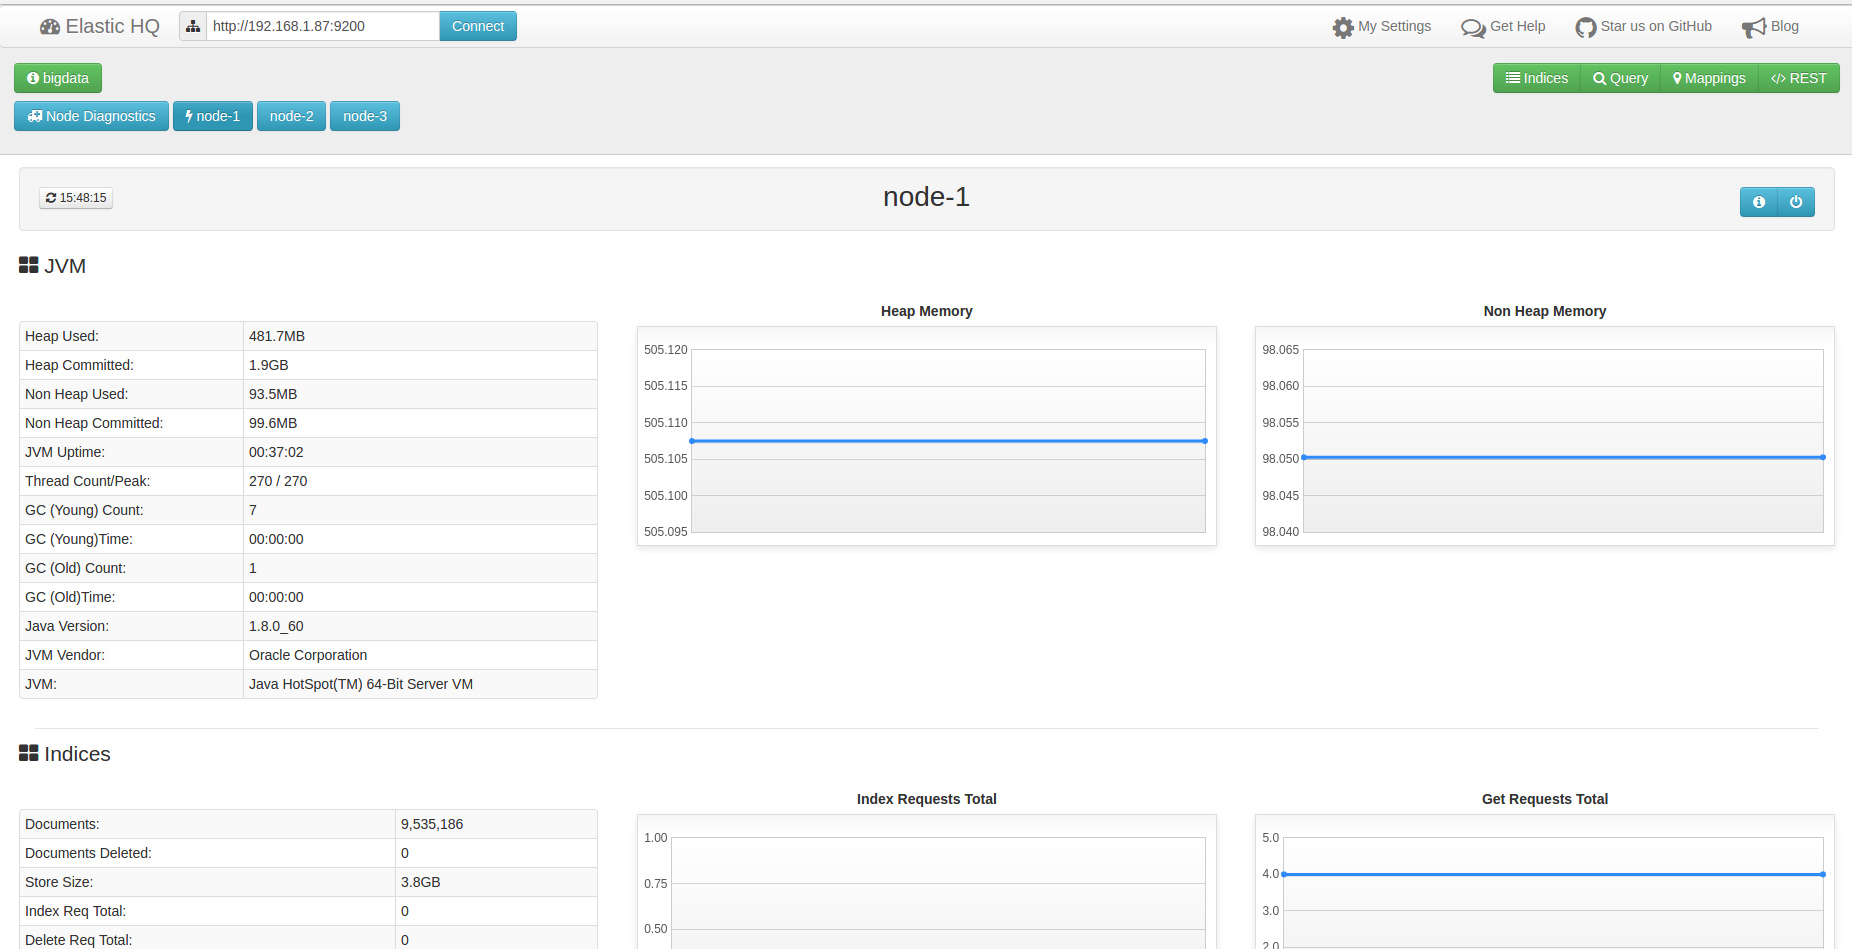 Elastic HQ http://192.168.1.87:9200 Connect My Settings Get Help Star us on GitHub Blog
bigdata Indices Query Mappings </> REST
Node Diagnostics node-1 node-2 node-3
15:48:15 node-1
JVM
Heap Used: 481.7MB
Heap Committed: 1.9GB
Non Heap Used: 93.5MB
Non Heap Committed: 99.6MB
JVM Uptime: 00:37:02
Thread Count/Peak: 270 / 270
GC (Young) Count: 7
GC (Young)Time: 00:00:00
GC (Old) Count: 1
GC (Old)Time: 00:00:00
Java Version: 1.8.0_60
JVM Vendor: Oracle Corporation
JVM: Java HotSpot(TM) 64-Bit Server VM
Heap Memory
505.120
505.115
505.110
505.105
505.100
505.095
Non Heap Memory
98.065
98.060
98.055
98.050
98.045
98.040
Indices
Documents: 9,535,186
Documents Deleted: 0
Store Size: 3.8GB
Index Req Total: 0
Delete Req Total: 0
Index Requests Total
1.00
0.75
0.50
Get Requests Total
5.0
4.0
3.0
2.0